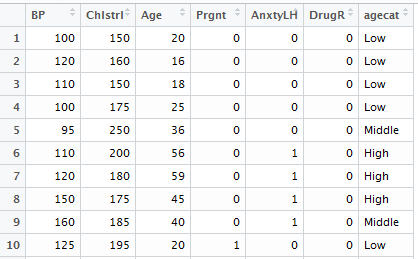 BP Chlstrl Age Prgnt AnxtyLH DrugR agecat
1 100 150 20 0 0 0 Low
2 120 160 16 0 0 0 Low
3 110 150 18 0 0 0 Low
4 100 175 25 0 0 0 Low
5 95 250 36 0 0 0 Middle
6 110 200 56 0 1 0 High
7 120 180 59 0 1 0 High
8 150 175 45 0 1 0 High
9 160 185 40 0 1 0 Middle
10 125 195 20 1 0 0 Low